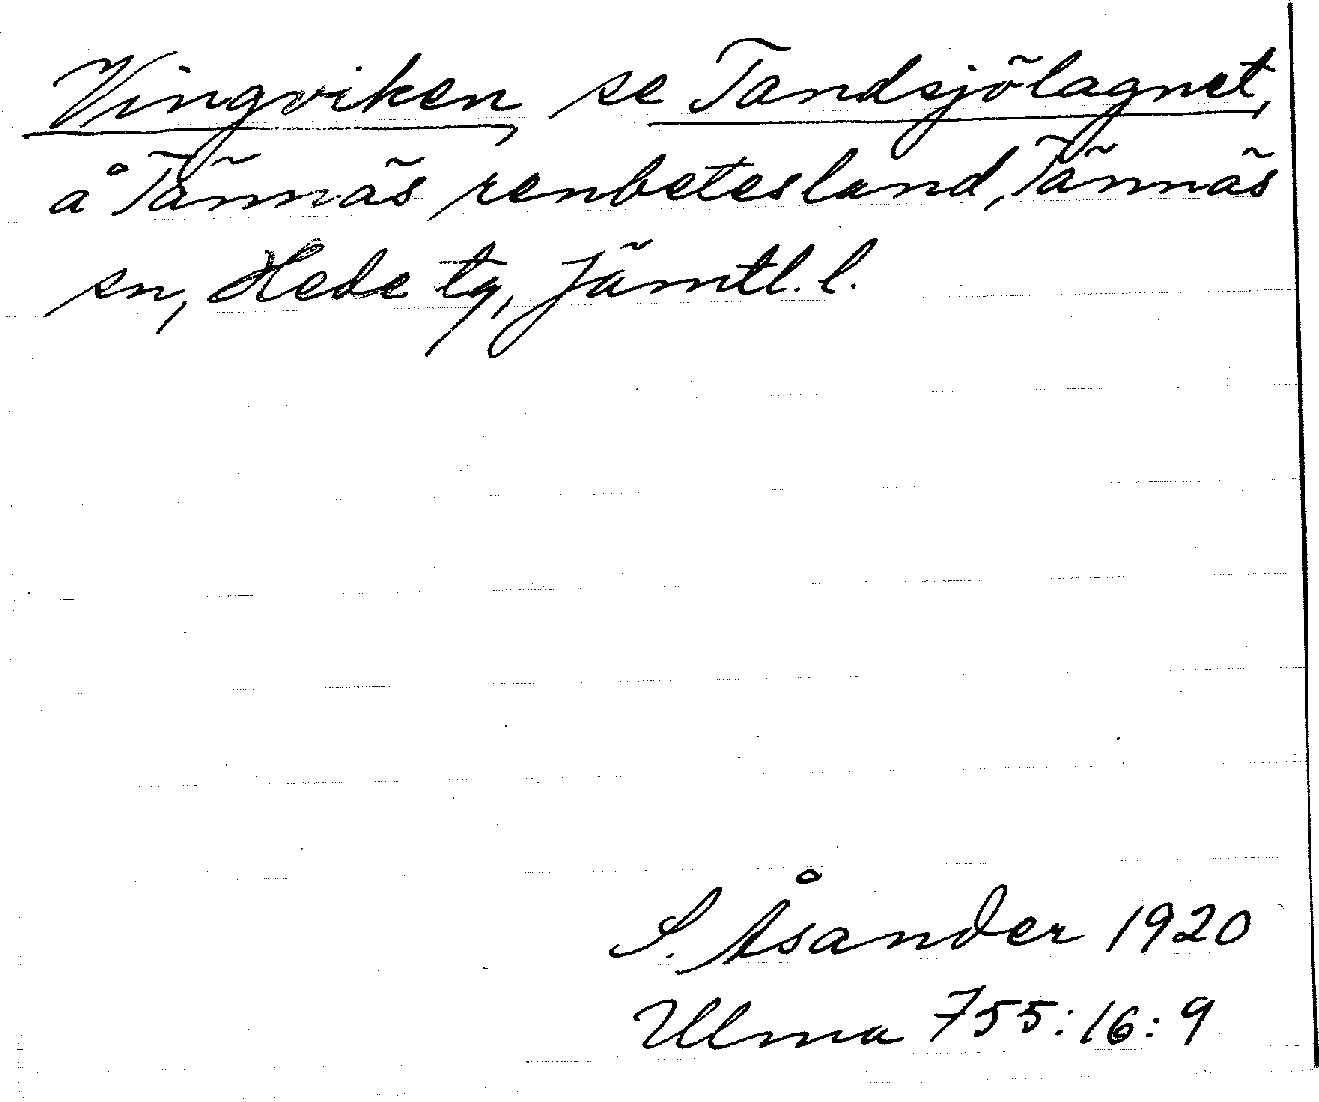 Vingviken, se Tandsjölagnet,
å Tännäs renbetesland, Tännäs
sn, Hede tg, Jämtl. l.
S. Åsander 1920
Ulma 755:16:9